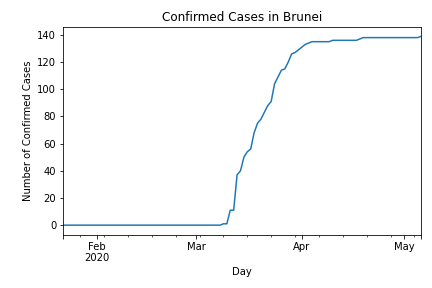 Confirmed Cases in Brunei
140
120
100
80
60
40
20
0
Number of Confirmed Cases
Feb
2020
Mar
Apr
May
Day